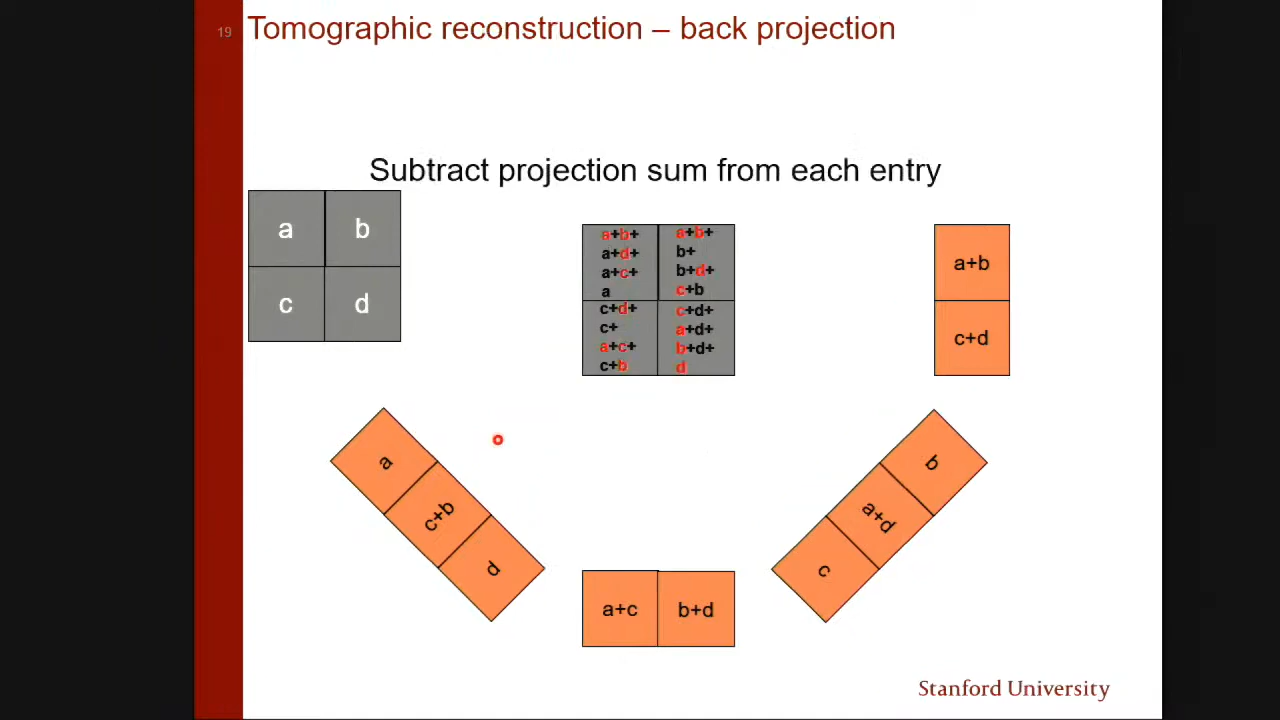 19
Tomographic reconstruction – back projection
Subtract projection sum from each entry
a b
c d
a+b+
a+d+
a+c+
a
a+b+
b+
b+d+
c+b
c+d+
c+
a+c+
c+b
c+d+
a+d+
b+d+
d
a+b
c+d
a
c+b
d
a+c
b+d
c
a+d
b
Stanford University